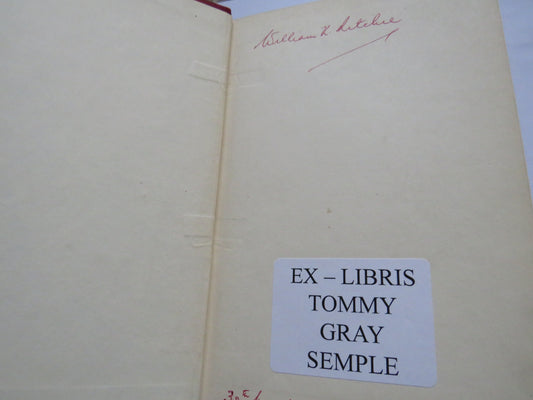 William K Ritchie
EX – LIBRIS
TOMMY
GRAY
SEMPLE